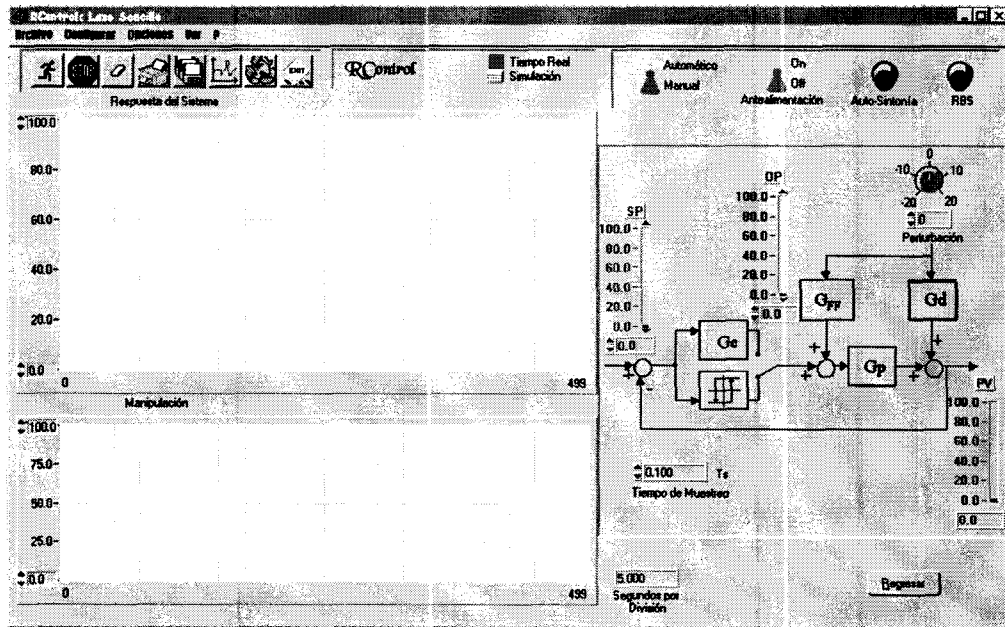 RControl: Lazo Sencillo
Archivo Configurar Opciones Ver ?
STOP
EXIT
RControl
Tiempo Real
Simulación
Automático
Manual
On
Off
Antealimentación
Auto-Sintonía
RBS
Respuesta del Sistema
100.0
80.0
60.0
40.0
20.0
0.0
0
499
Manipulación
100.0
75.0
50.0
25.0
0.0
0
499
SP
100.0
80.0
60.0
40.0
20.0
0.0
0.0
OP
100.0
80.0
60.0
40.0
20.0
0.0
0.0
0
-10
10
-20
20
0
Perturbación
GFF
Gd
Gc
Gp
+
+
+
+
+
-
PV
100.0
80.0
60.0
40.0
20.0
0.0
0.0
0.100 Ts
Tiempo de Muestreo
5.000
Segundos por
División
Regresar